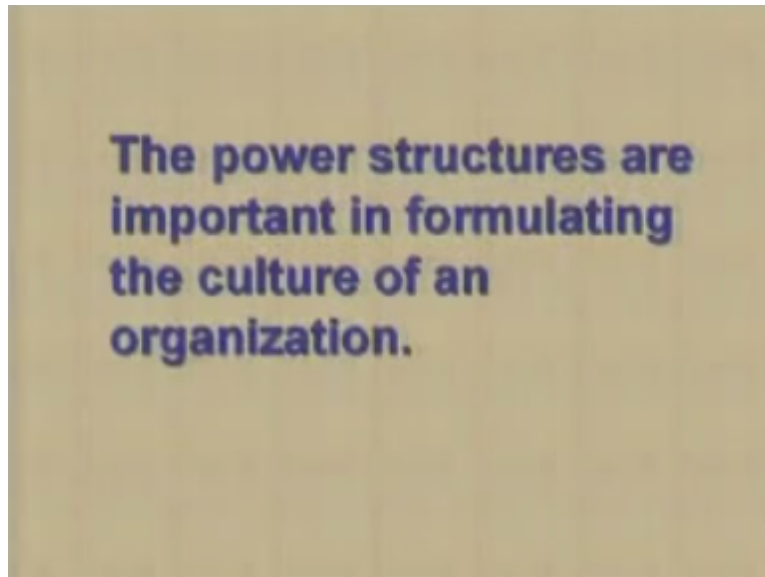 The power structures are
important in formulating
the culture of an
organization.